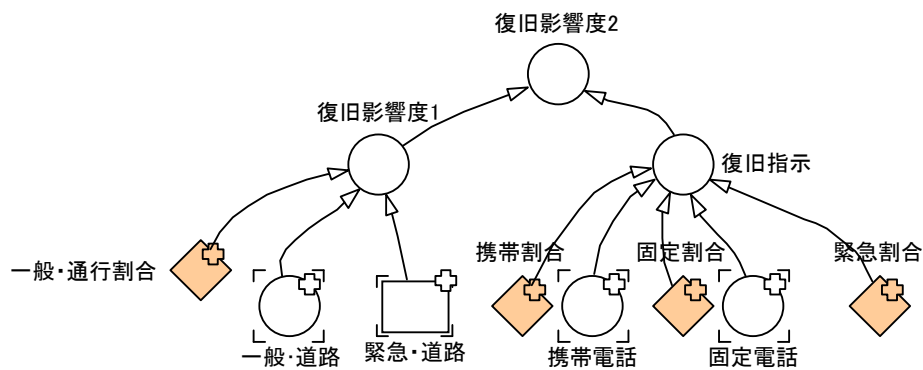 復旧影響度2
復旧影響度1
復旧指示
携帯割合
固定割合
緊急割合
一般・通行割合
一般・道路
緊急・道路
携帯電話
固定電話